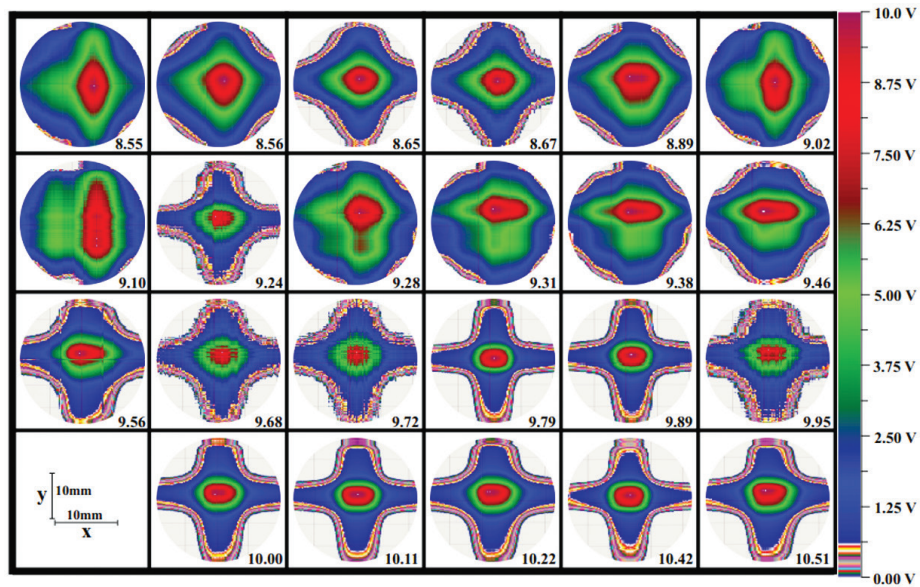 10.0 V
8.55 8.56 8.65 8.67 8.89 9.02
8.75 V
7.50 V
9.10 9.24 9.28 9.31 9.38 9.46
6.25 V
5.00 V
9.56 9.68 9.72 9.79 9.89 9.95
3.75 V
2.50 V
y 10mm
10mm
x
10.00 10.11 10.22 10.42 10.51
1.25 V
0.00 V